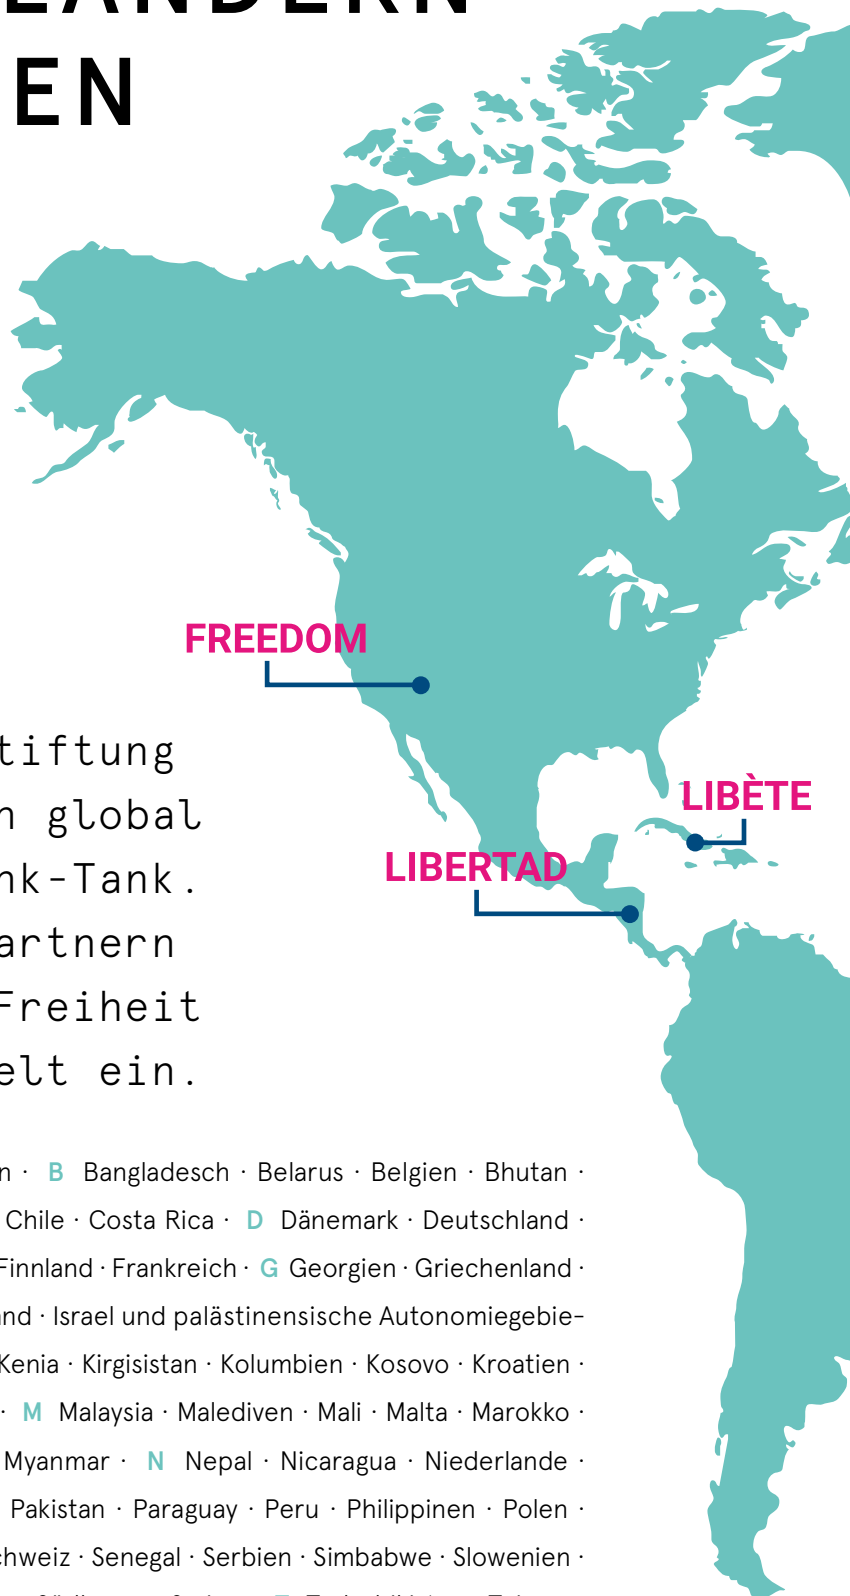 LÄNDERN
EN
FREEDOM
tiftung
n global
LIBÈTE
nk-Tank.
LIBERTAD
artnern
Freiheit
elt ein.
n · B Bangladesch · Belarus · Belgien · Bhutan ·
Chile · Costa Rica · D Dänemark · Deutschland ·
Finnland · Frankreich · G Georgien · Griechenland ·
nd · Israel und palästinensische Autonomiegebie-
Kenia · Kirgisistan · Kolumbien · Kosovo · Kroatien ·
· M Malaysia · Malediven · Mali · Malta · Marokko ·
Myanmar · N Nepal · Nicaragua · Niederlande ·
Pakistan · Paraguay · Peru · Philippinen · Polen ·
chweiz · Senegal · Serbien · Simbabwe · Slowenien ·